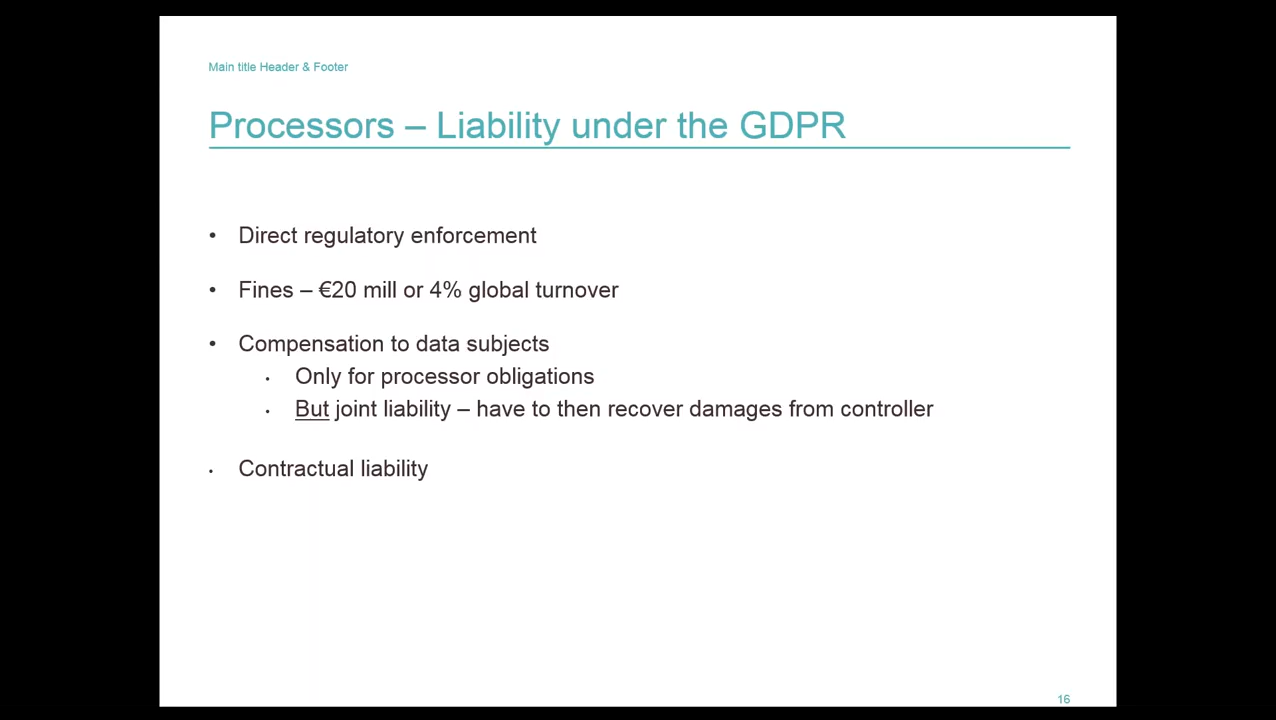 Main title Header & Footer
Processors – Liability under the GDPR
• Direct regulatory enforcement
• Fines – €20 mill or 4% global turnover
• Compensation to data subjects
• Only for processor obligations
• But joint liability – have to then recover damages from controller
• Contractual liability
16